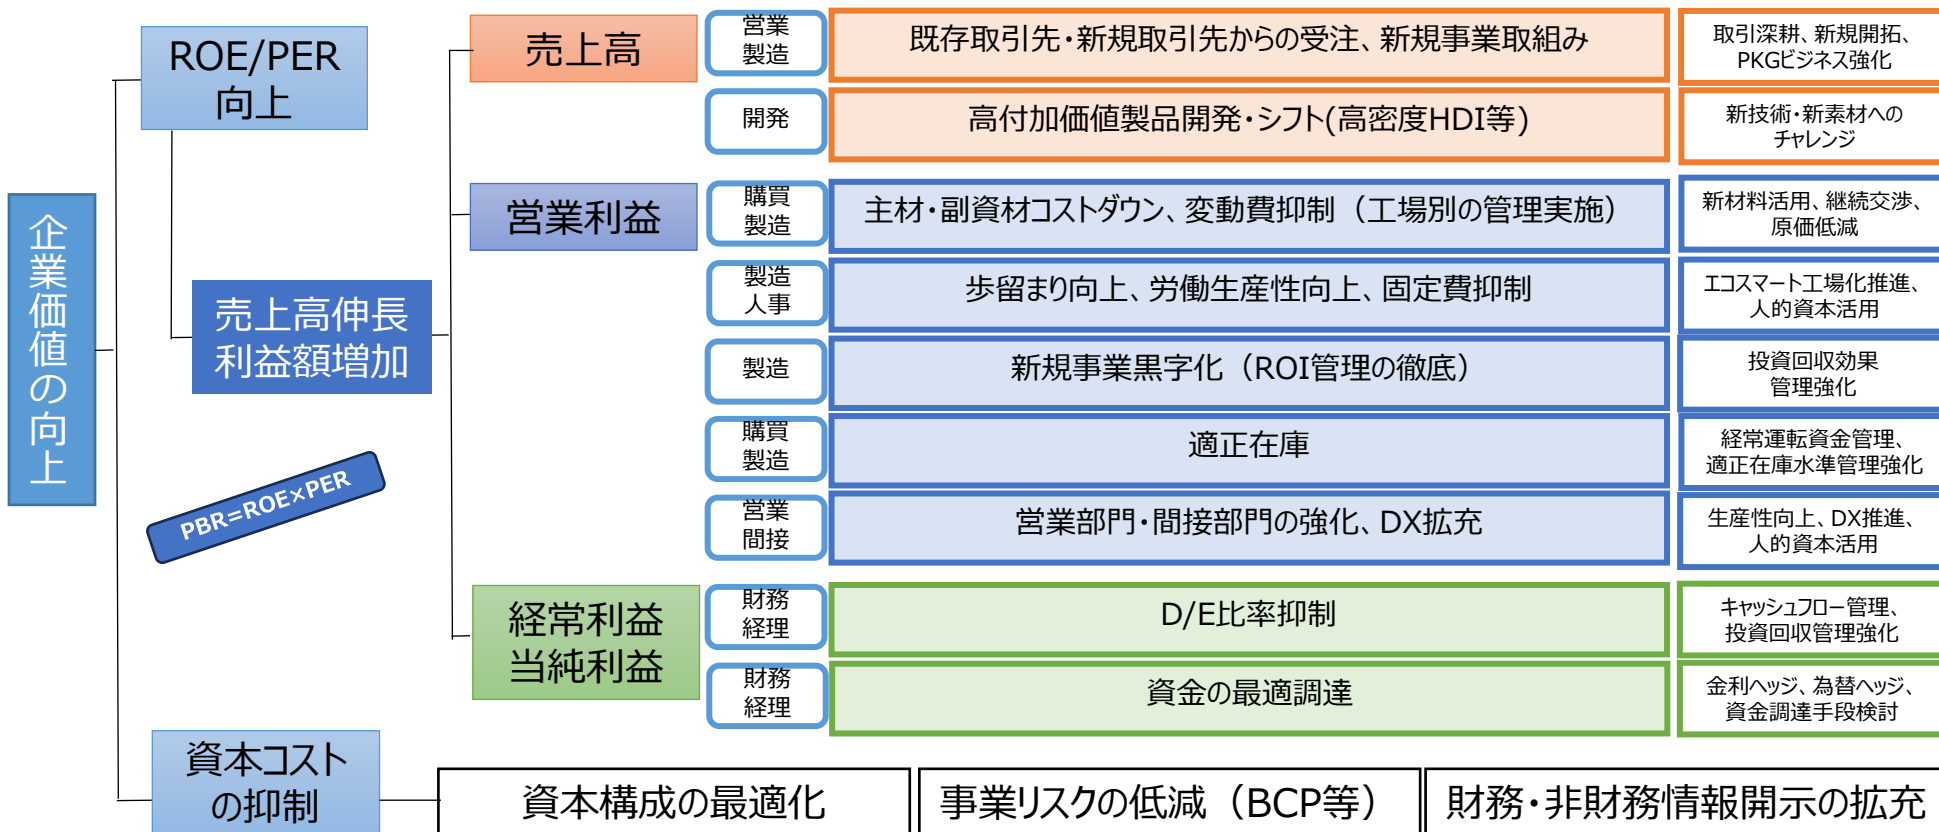 企業価値の向上
ROE/PER
向上
売上高伸長
利益額増加
PBR=ROE×PER
売上高
営業
製造
既存取引先・新規取引先からの受注、新規事業取組み
取引深耕、新規開拓、
PKGビジネス強化
開発
高付加価値製品開発・シフト(高密度HDI等)
新技術・新素材への
チャレンジ
営業利益
購買
製造
主材・副資材コストダウン、変動費抑制（工場別の管理実施）
新材料活用、継続交渉、
原価低減
製造
人事
歩留まり向上、労働生産性向上、固定費抑制
エコスマート工場化推進、
人的資本活用
製造
新規事業黒字化（ROI管理の徹底）
投資回収効果
管理強化
購買
製造
適正在庫
経常運転資金管理、
適正在庫水準管理強化
営業
間接
営業部門・間接部門の強化、DX拡充
生産性向上、DX推進、
人的資本活用
経常利益
当純利益
財務
経理
D/E比率抑制
キャッシュフロー管理、
投資回収管理強化
財務
経理
資金の最適調達
金利ヘッジ、為替ヘッジ、
資金調達手段検討
資本コスト
の抑制
資本構成の最適化
事業リスクの低減（BCP等）
財務・非財務情報開示の拡充